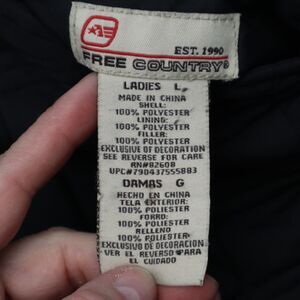 EST. 1990
FREE COUNTRY®
LADIES L
MADE IN CHINA
SHELL:
100% POLYESTER
LINING:
100% POLYESTER
FILLER:
100% POLYESTER
EXCLUSIVE OF DECORATION
SEE REVERSE FOR CARE
RN#82608
UPC#790437555883
DAMAS G
HECHO EN CHINA
TELA EXTERIOR:
100% POLIESTER
FORRO:
100% POLIESTER
RELLENO
100% POLIESTER
EXCLUSIVO DE DECORACION
VER EL REVERSO PARA
EL CUIDADO